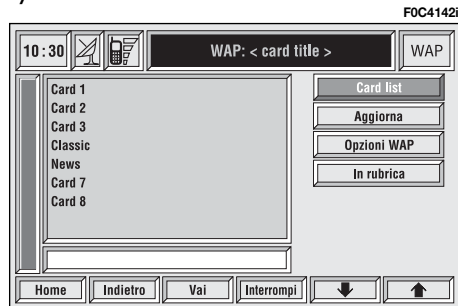 F0C4142i
10:30 WAP: < card title > WAP
Card 1
Card 2
Card 3
Classic
News
Card 7
Card 8
Card list
Aggiorna
Opzioni WAP
In rubrica
Home Indietro Vai Interrompi